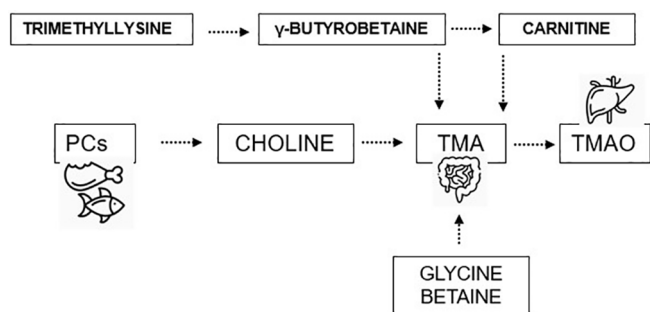 TRIMETHYLLYSINE
γ-BUTYROBETAINE
CARNITINE
PCs
CHOLINE
TMA
TMAO
GLYCINE
BETAINE